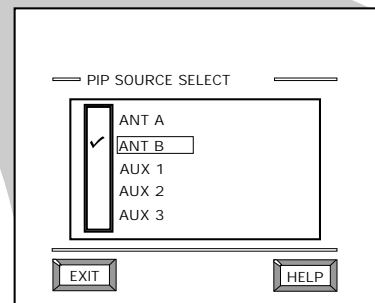 PIP SOURCE SELECT
ANT A
ANT B
AUX 1
AUX 2
AUX 3
EXIT HELP